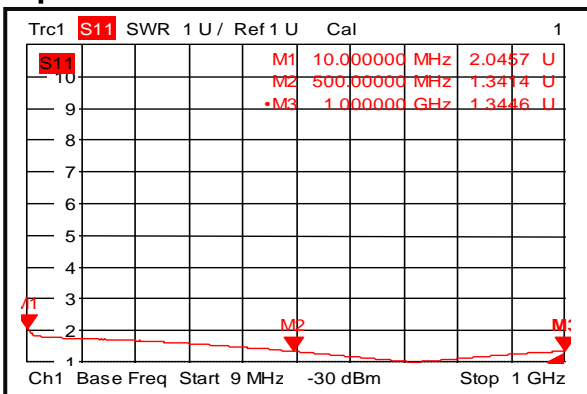 Trc1 S11 SWR 1 U / Ref 1 U Cal 1
S11
M1 10.000000 MHz 2.0457 U
M2 500.00000 MHz 1.3414 U
•M3 1.000000 GHz 1.3446 U
10
9
8
7
6
5
4
3
M1
2
M2
M3
1
Ch1 Base Freq Start 9 MHz -30 dBm Stop 1 GHz